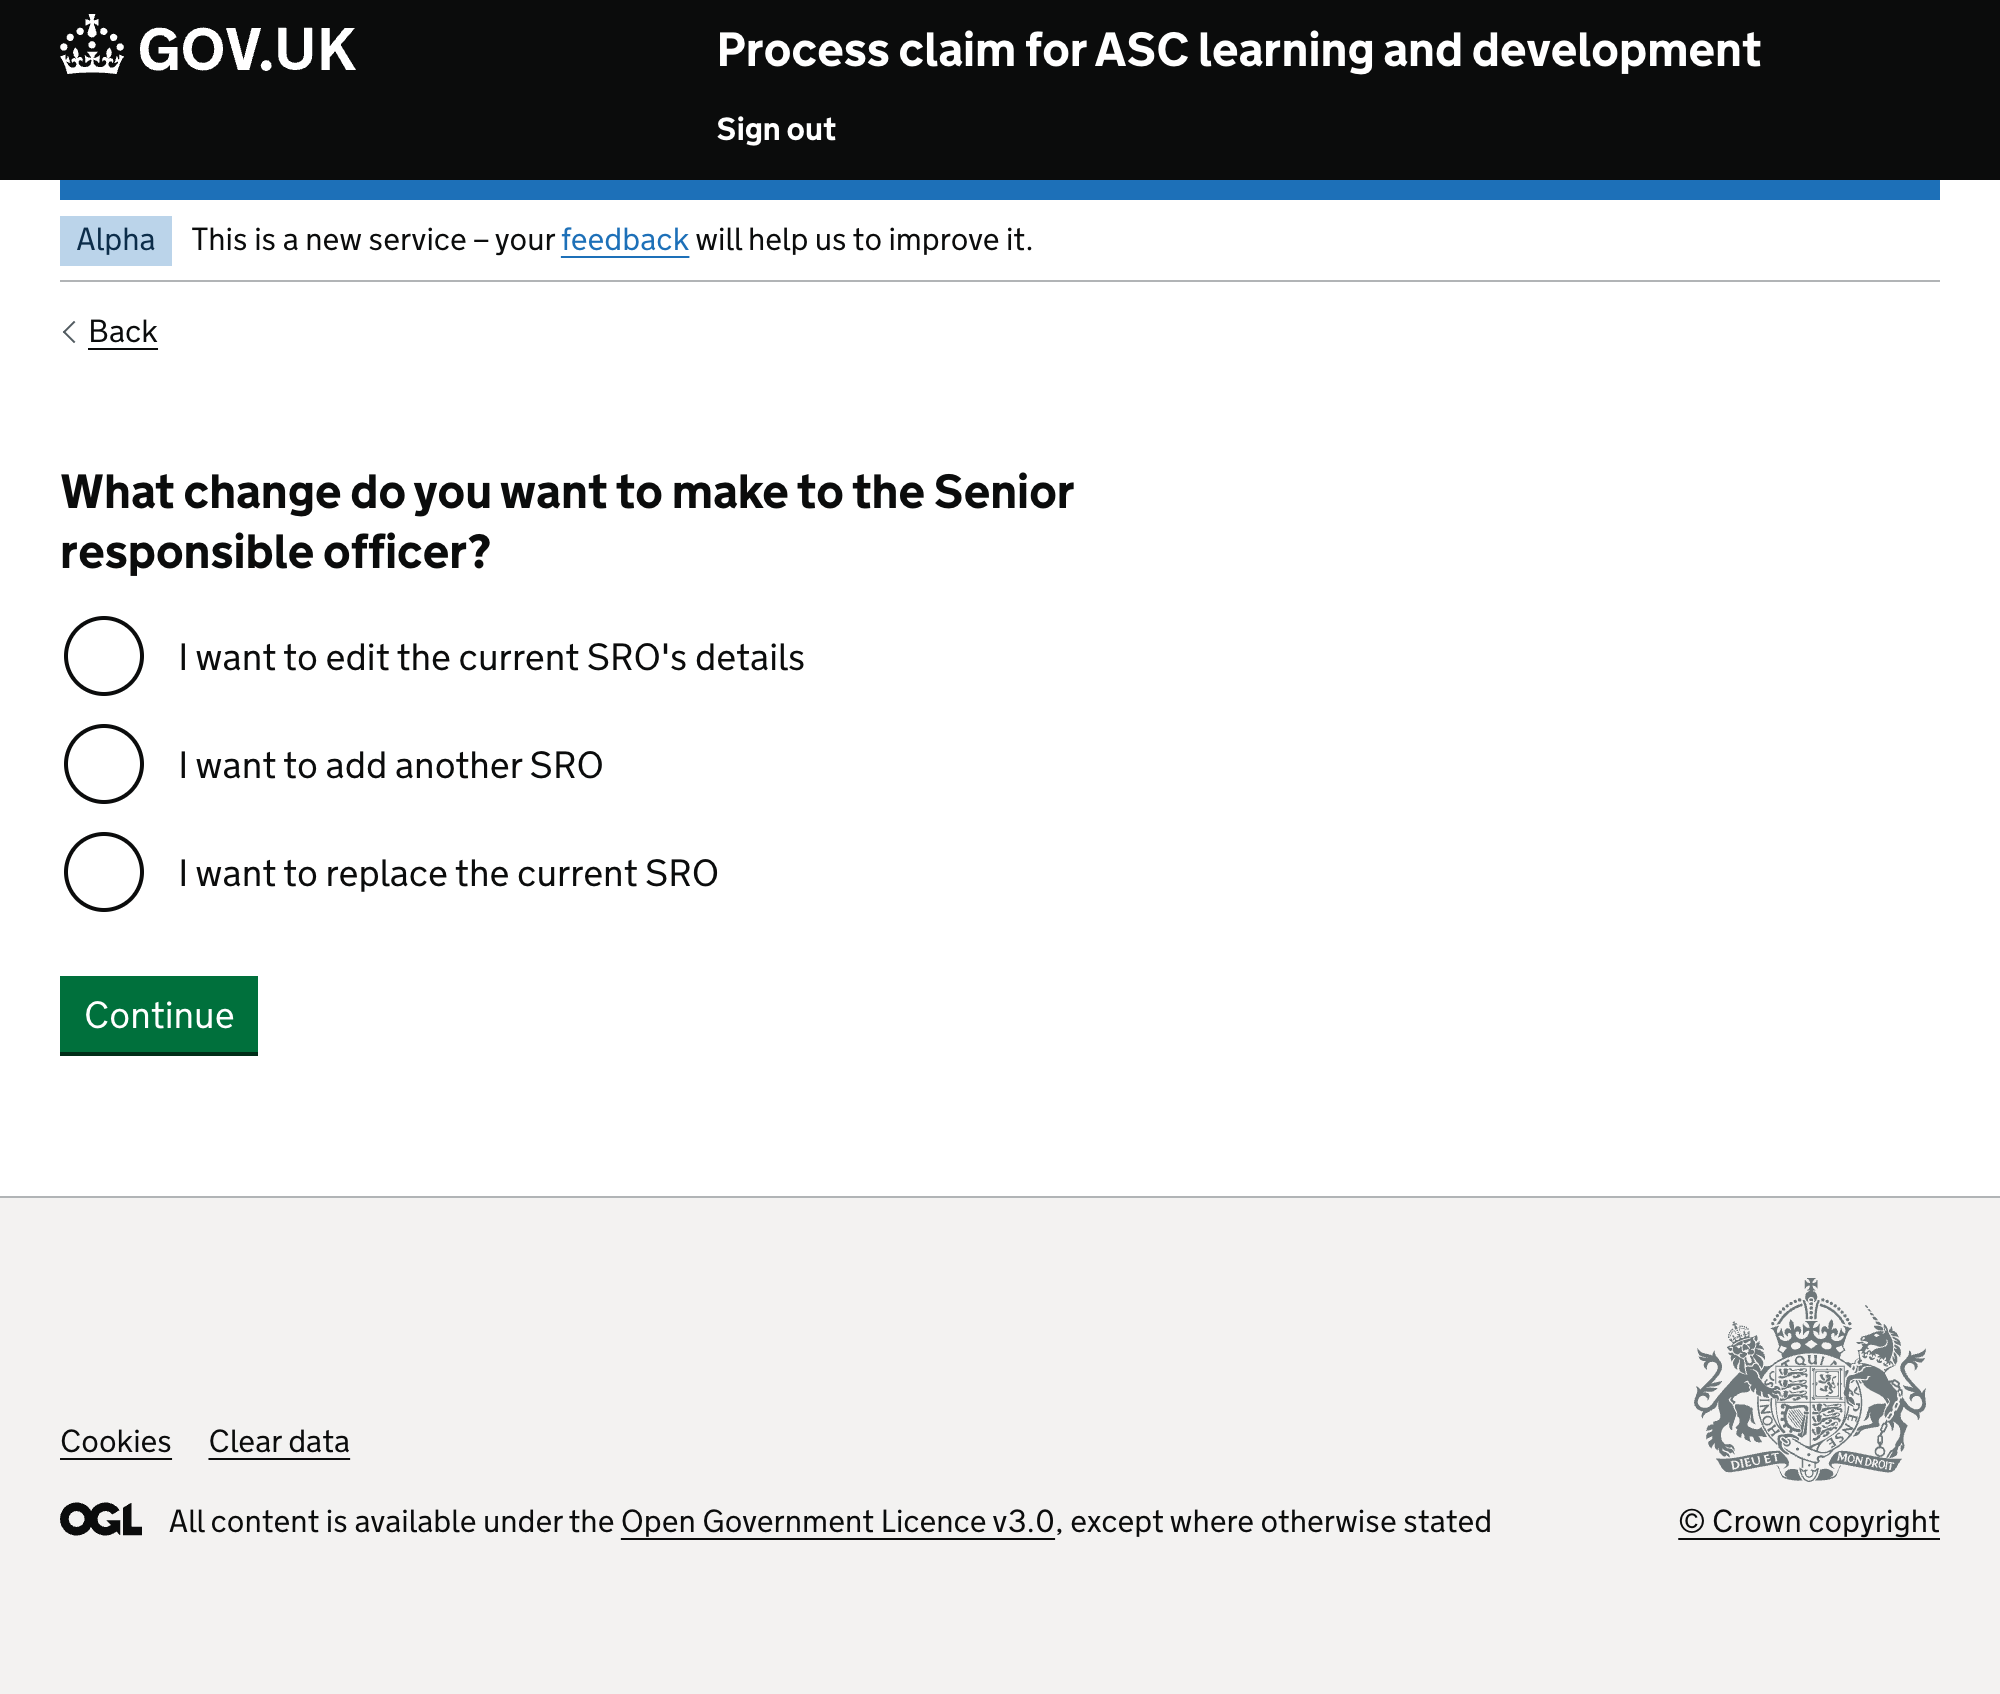 GOV.UK
Process claim for ASC learning and development
Sign out
Alpha
This is a new service – your feedback will help us to improve it.
Back
What change do you want to make to the Senior
responsible officer?
I want to edit the current SRO's details
I want to add another SRO
I want to replace the current SRO
Continue
Cookies
Clear data
DIEU ET MON DROIT
OGL
All content is available under the Open Government Licence v3.0, except where otherwise stated
© Crown copyright